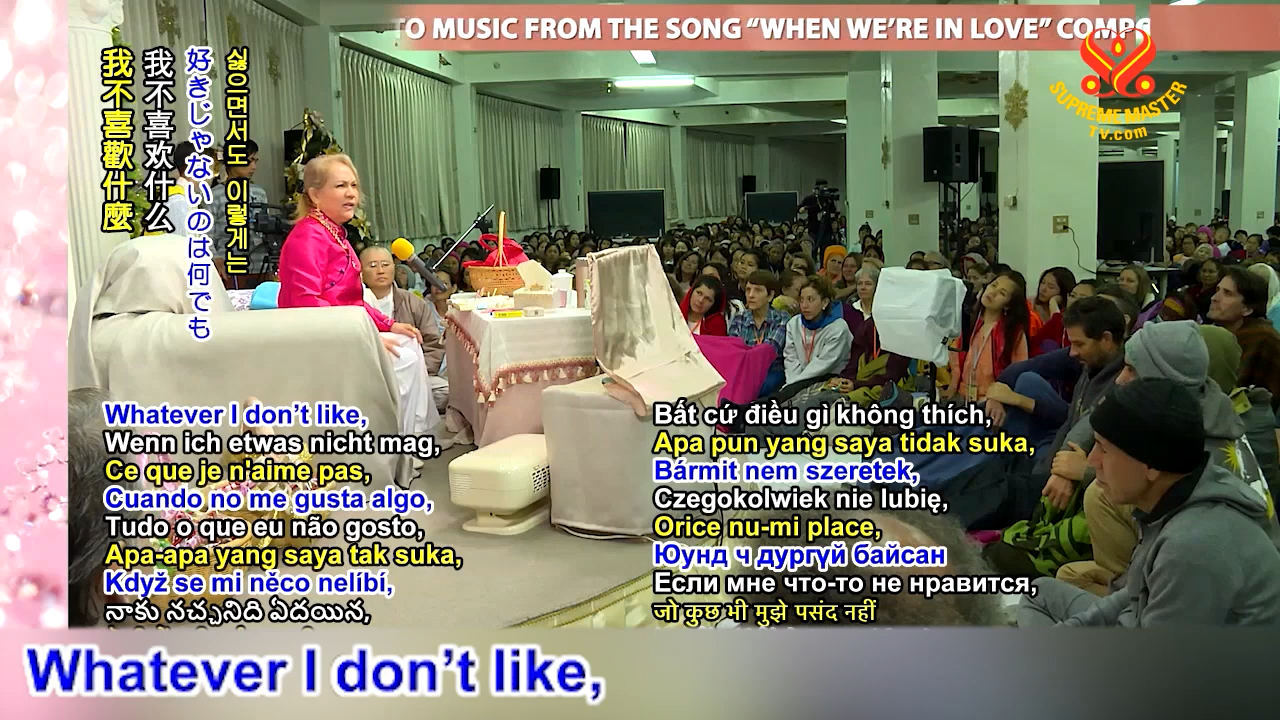 TO MUSIC FROM THE SONG “WHEN WE’RE IN LOVE”
SUPREME MASTER
TV.com
我不喜歡什麼
我不喜欢什么
好きじゃないのは何でも
싫으면서도 이렇게는
Whatever I don’t like,
Wenn ich etwas nicht mag,
Ce que je n'aime pas,
Cuando no me gusta algo,
Tudo o que eu não gosto,
Apa-apa yang saya tak suka,
Když se mi něco nelíbí,
నాకు నచ్చనిది ఏదయిన,
Bất cứ điều gì không thích,
Apa pun yang saya tidak suka,
Bármit nem szeretek,
Czegokolwiek nie lubię,
Orice nu-mi place,
Юунд ч дургүй байсан
Если мне что-то не нравится,
जो कुछ भी मुझे पसंद नहीं
Whatever I don’t like,